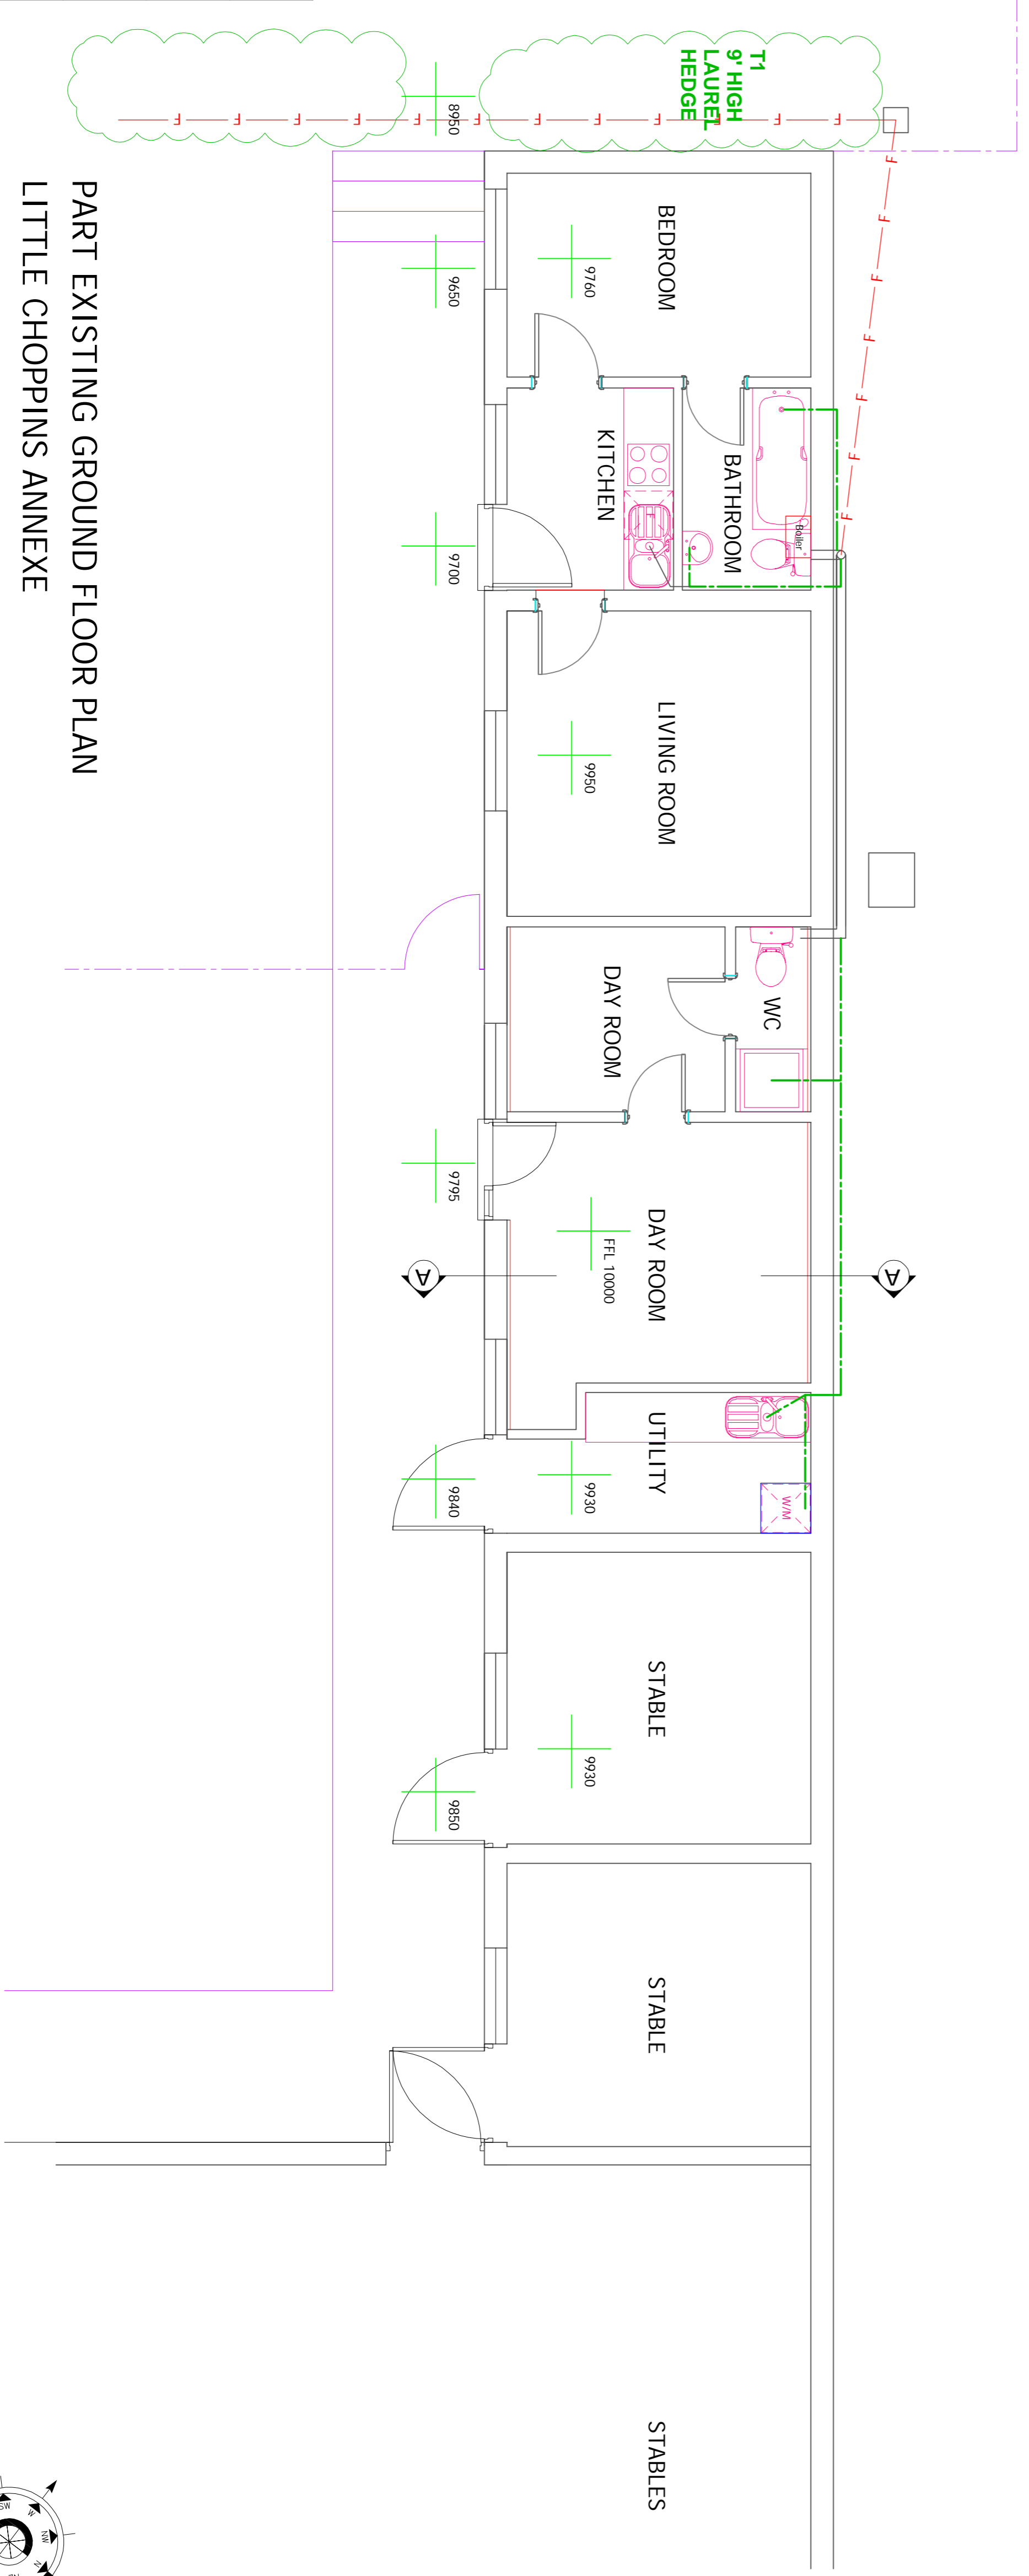 T1
9' HIGH
LAUREL
HEDGE
F F F F F F F F F F F F
F
F
F
F
F
F
F
8950
BEDROOM
9760
9650
KITCHEN
BATHROOM
Boiler
9700
LIVING ROOM
9950
DAY ROOM
WC
9795
DAY ROOM
FFL 10000
A
A
UTILITY
9930
9840
W/M
STABLE
9930
9850
STABLE
STABLES
PART EXISTING GROUND FLOOR PLAN
LITTLE CHOPPINS ANNEXE
SW
W
NW
N